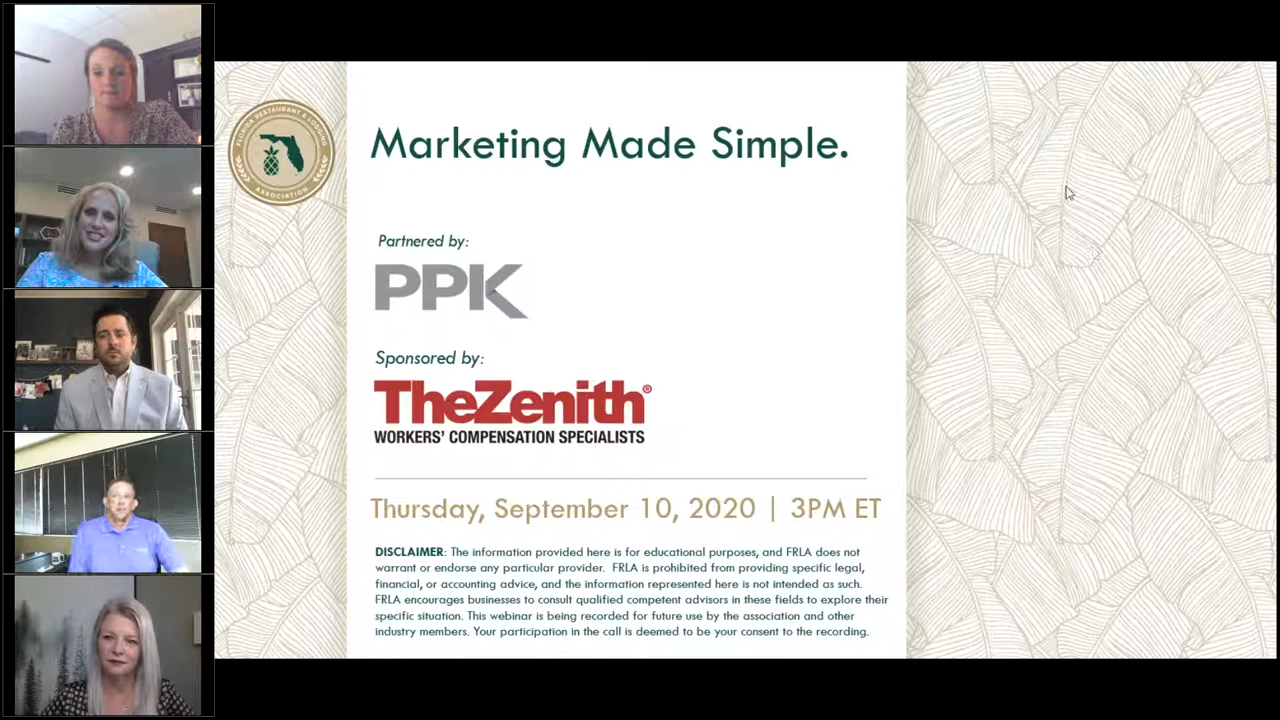 FLORIDA RESTAURANT & LODGING
ASSOCIATION
Marketing Made Simple.
Partnered by:
PPK
Sponsored by:
TheZenith®
WORKERS' COMPENSATION SPECIALISTS
Thursday, September 10, 2020 | 3PM ET
DISCLAIMER: The information provided here is for educational purposes, and FRLA does not
warrant or endorse any particular provider. FRLA is prohibited from providing specific legal,
financial, or accounting advice, and the information represented here is not intended as such.
FRLA encourages businesses to consult qualified competent advisors in these fields to explore their
specific situation. This webinar is being recorded for future use by the association and other
industry members. Your participation in the call is deemed to be your consent to the recording.